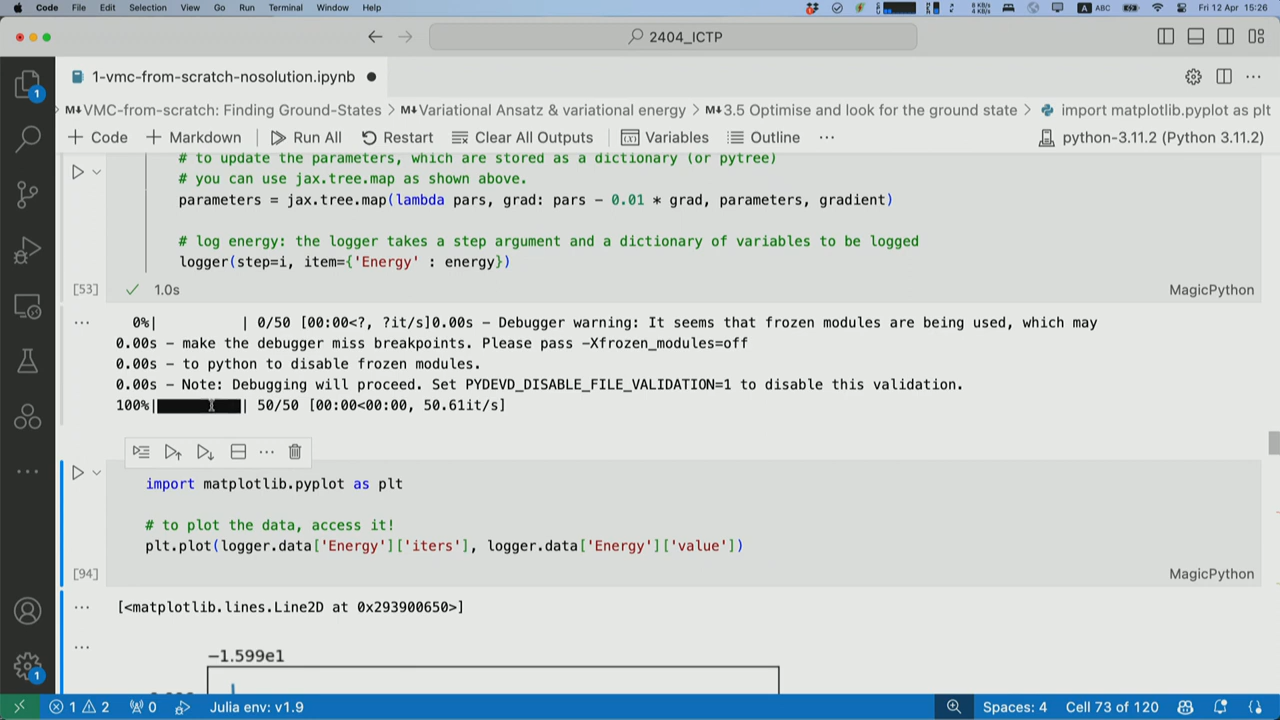 Code File Edit Selection View Go Run Terminal Window Help A ABC Fri 12 Apr 15:26
2404_ICTP
1-vmc-from-scratch-nosolution.ipynb
VMC-from-scratch: Finding Ground-States > Variational Ansatz & variational energy > 3.5 Optimise and look for the ground state > import matplotlib.pyplot as plt
+ Code + Markdown Run All Restart Clear All Outputs Variables Outline ··· python-3.11.2 (Python 3.11.2)
# to update the parameters, which are stored as a dictionary (or pytree)
# you can use jax.tree.map as shown above.
parameters = jax.tree.map(lambda pars, grad: pars - 0.01 * grad, parameters, gradient)
# log energy: the logger takes a step argument and a dictionary of variables to be logged
logger(step=i, item={'Energy' : energy})
[53] ✓ 1.0s MagicPython
0%| | 0/50 [00:00<?, ?it/s]0.00s - Debugger warning: It seems that frozen modules are being used, which may
0.00s - make the debugger miss breakpoints. Please pass -Xfrozen_modules=off
0.00s - to python to disable frozen modules.
0.00s - Note: Debugging will proceed. Set PYDEVD_DISABLE_FILE_VALIDATION=1 to disable this validation.
100%|██████████| 50/50 [00:00<00:00, 50.61it/s]
import matplotlib.pyplot as plt
# to plot the data, access it!
plt.plot(logger.data['Energy']['iters'], logger.data['Energy']['value'])
[94] MagicPython
[<matplotlib.lines.Line2D at 0x293900650>]
−1.599e1
1
1
1 2 0 Julia env: v1.9 Spaces: 4 Cell 73 of 120